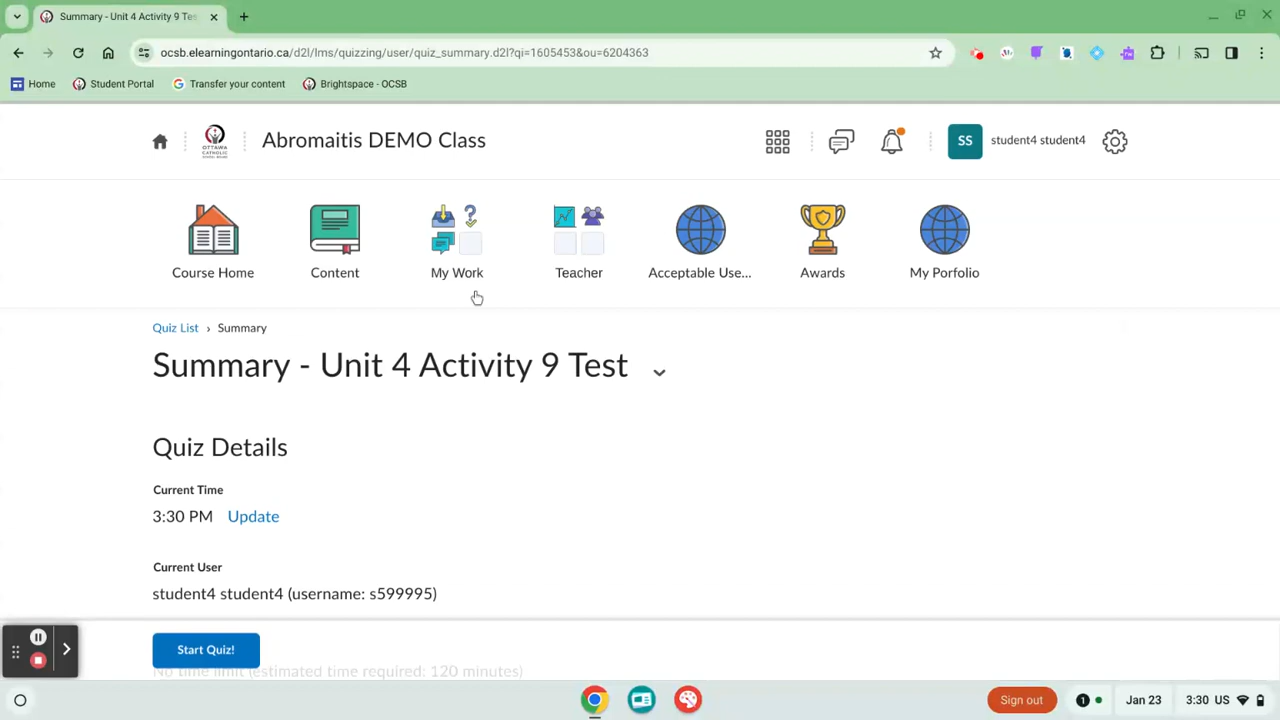 Summary - Unit 4 Activity 9 Tes
ocsb.elearningontario.ca/d2l/lms/quizzing/user/quiz_summary.d2l?qi=1605453&ou=6204363
Home Student Portal Transfer your content Brightspace - OCSB
OTTAWA
CATHOLIC
Abromaitis DEMO Class SS student4 student4
Course Home Content My Work Teacher Acceptable Use... Awards My Porfolio
Quiz List › Summary
Summary - Unit 4 Activity 9 Test
Quiz Details
Current Time
3:30 PM Update
Current User
student4 student4 (username: s599995)
Start Quiz!
No time limit (estimated time required: 120 minutes)
Sign out 1 Jan 23 3:30 US